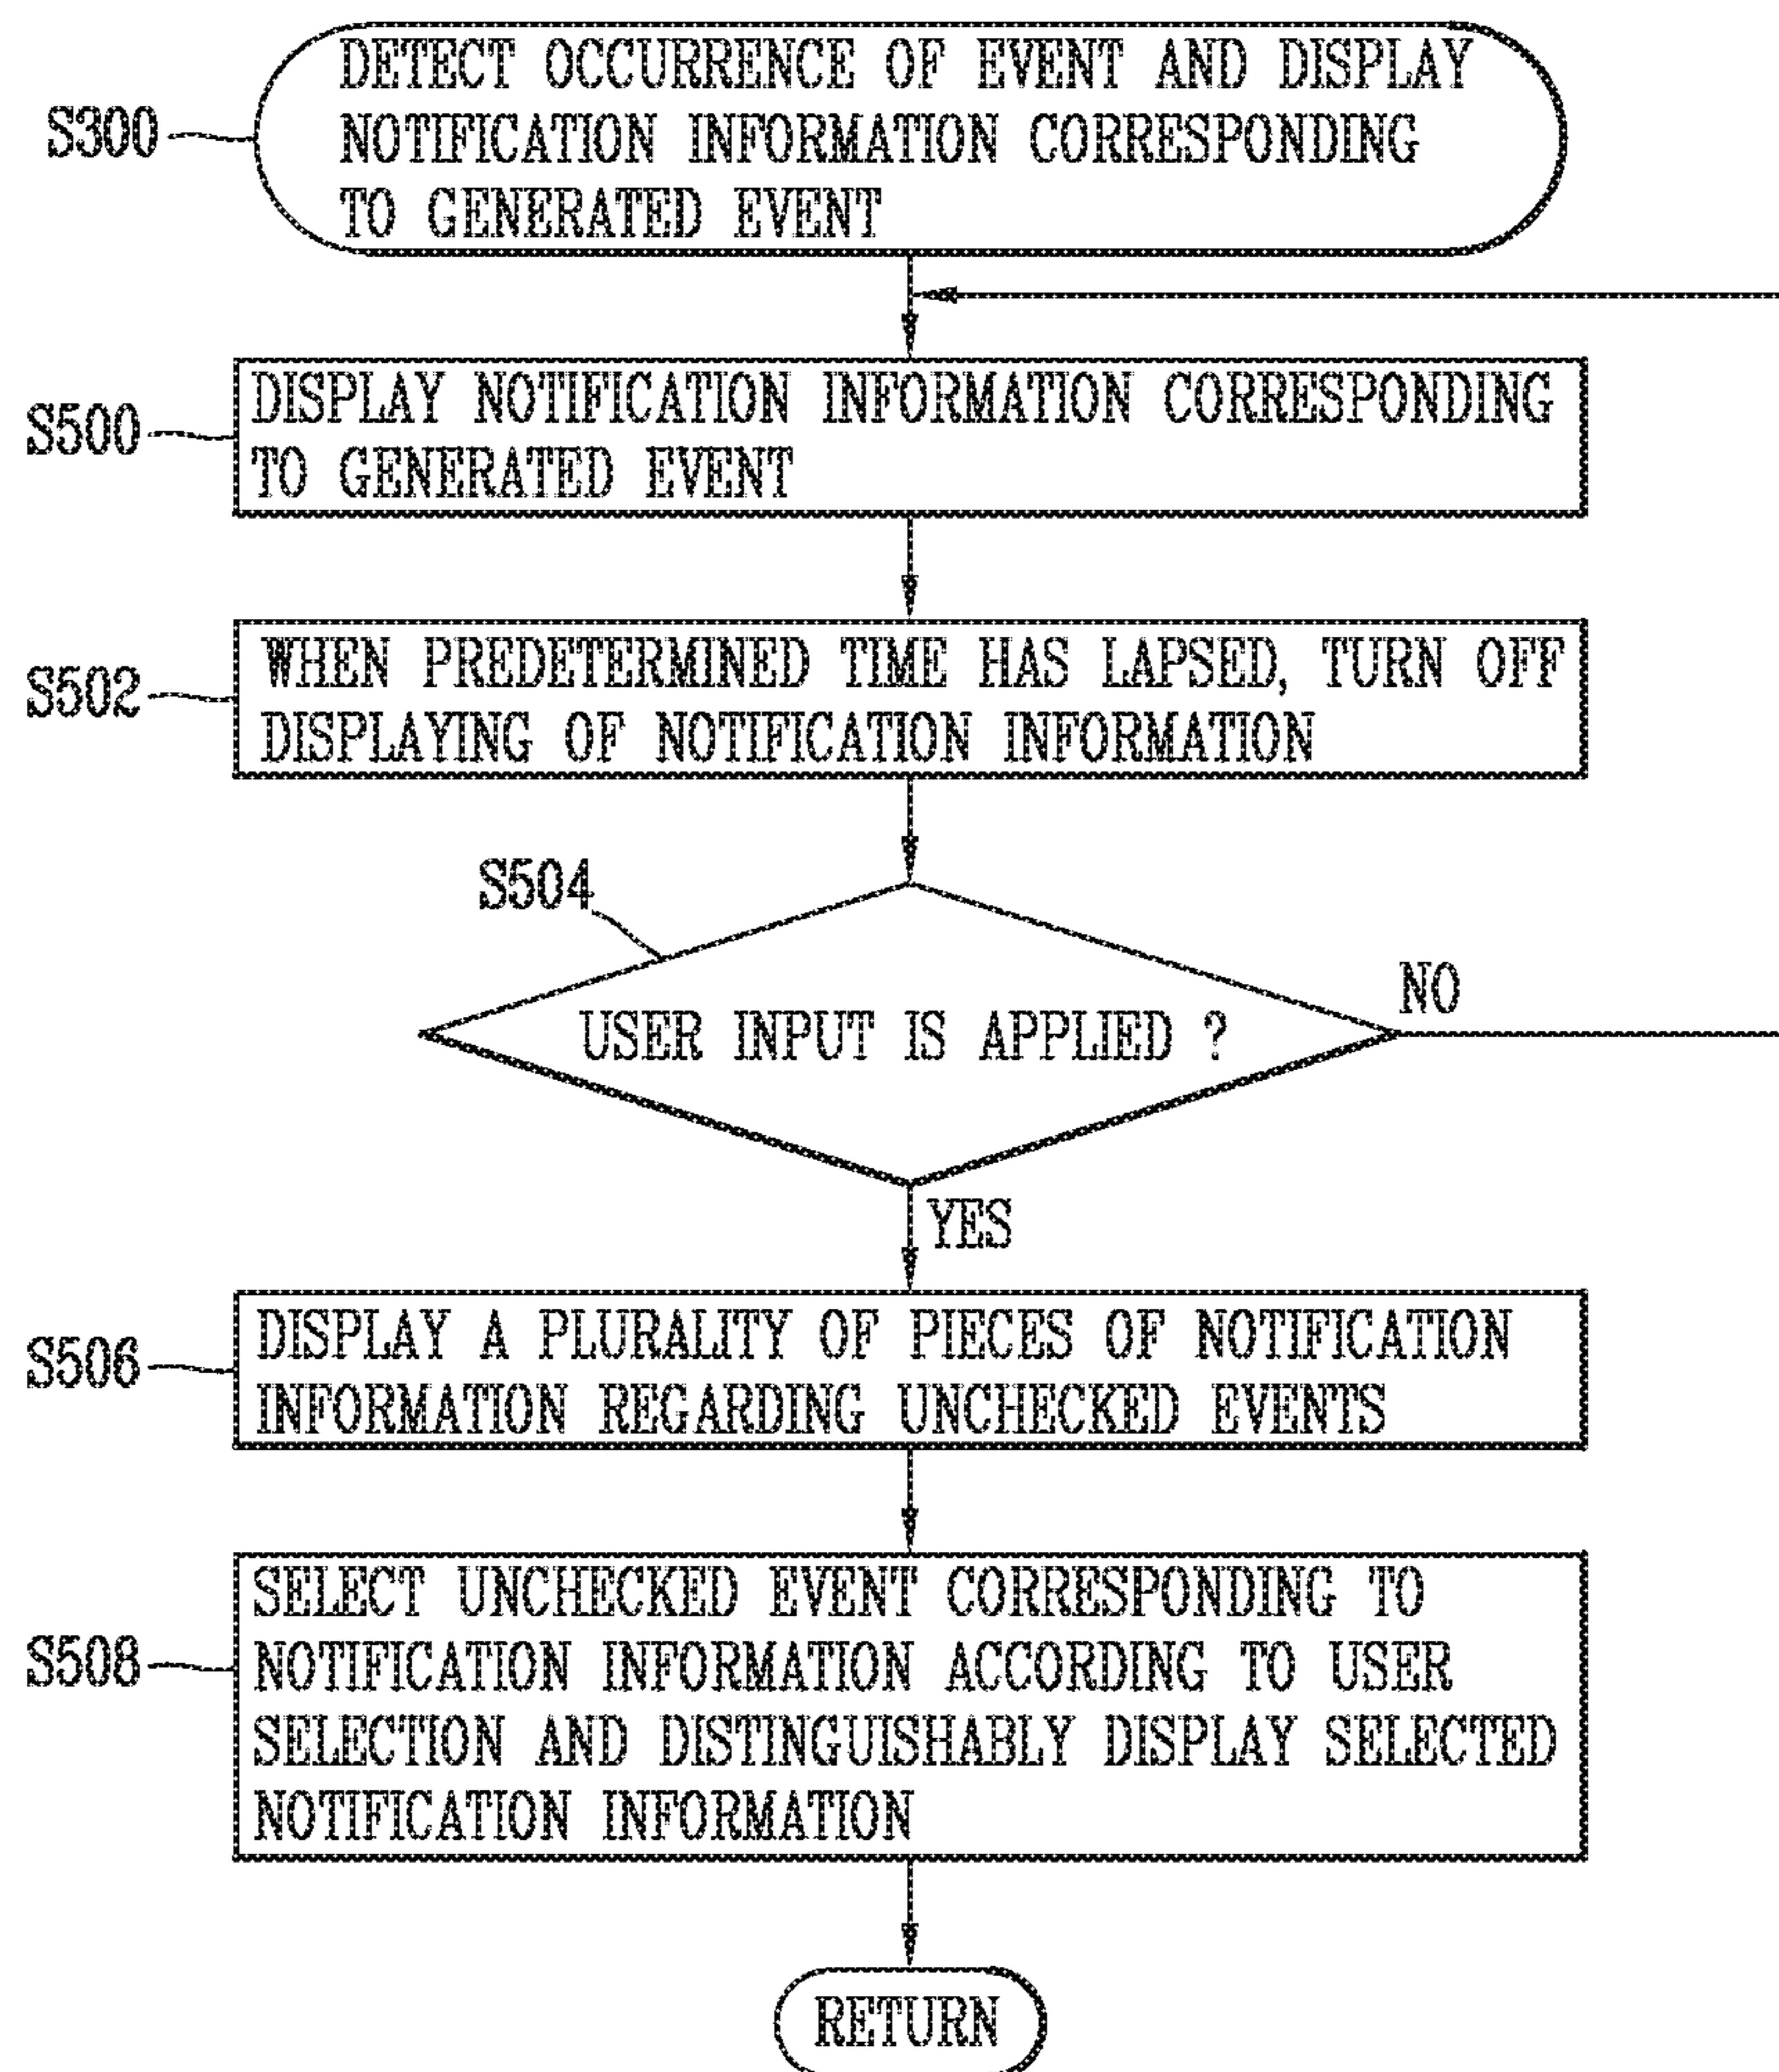 S300
DETECT OCCURRENCE OF EVENT AND DISPLAY
NOTIFICATION INFORMATION CORRESPONDING
TO GENERATED EVENT
S500
DISPLAY NOTIFICATION INFORMATION CORRESPONDING
TO GENERATED EVENT
S502
WHEN PREDETERMINED TIME HAS LAPSED, TURN OFF
DISPLAYING OF NOTIFICATION INFORMATION
S504
USER INPUT IS APPLIED ?
NO
YES
S506
DISPLAY A PLURALITY OF PIECES OF NOTIFICATION
INFORMATION REGARDING UNCHECKED EVENTS
S508
SELECT UNCHECKED EVENT CORRESPONDING TO
NOTIFICATION INFORMATION ACCORDING TO USER
SELECTION AND DISTINGUISHABLY DISPLAY SELECTED
NOTIFICATION INFORMATION
RETURN